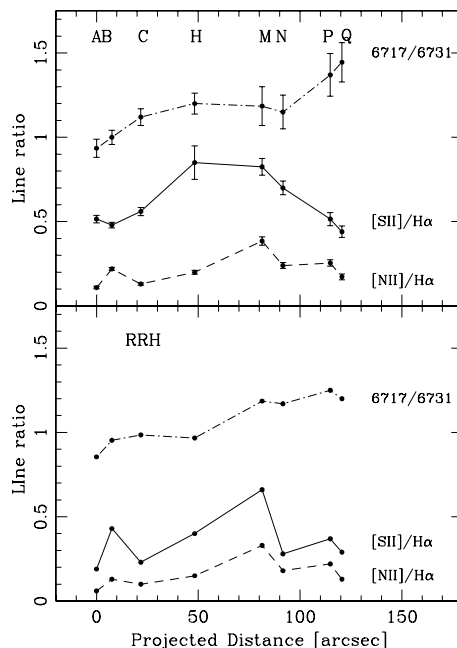 A B C H M N P Q
6717/6731
1.5
1
0.5
0
Line ratio
[SII]/Hα
[NII]/Hα
RRH
6717/6731
1.5
1
0.5
0
LIne ratio
[SII]/Hα
[NII]/Hα
0 50 100 150
Projected Distance [arcsec]